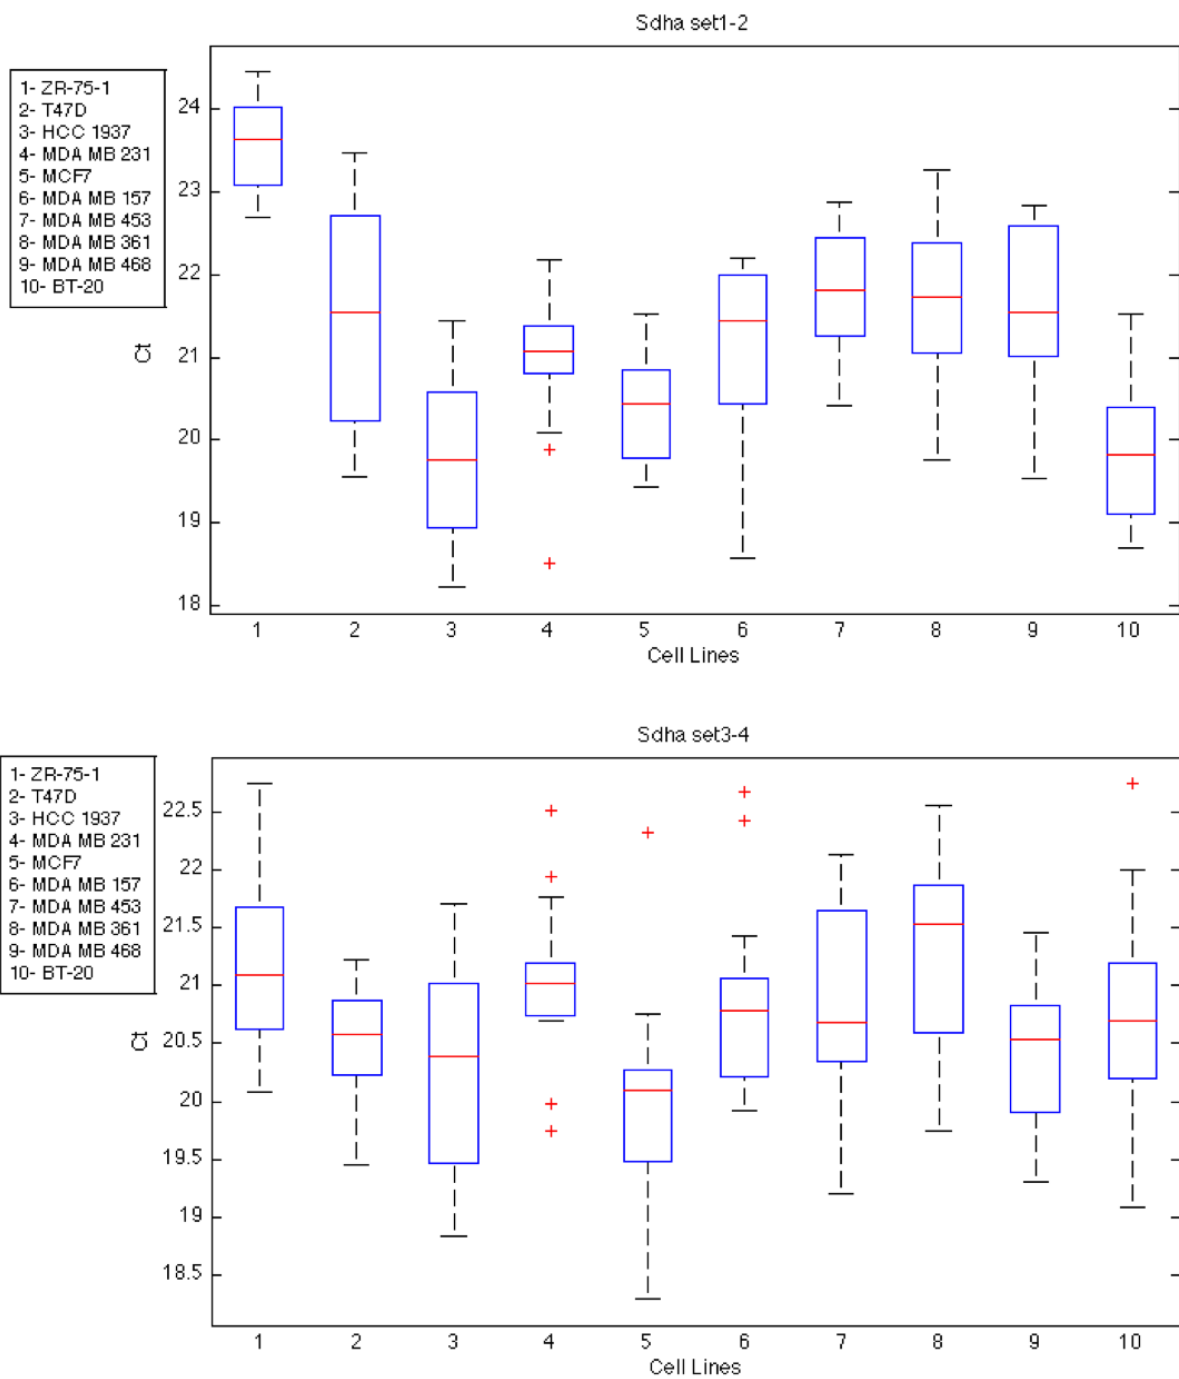 Sdha set1-2
1- ZR-75-1
2- T47D
3- HCC 1937
4- MDA MB 231
5- MCF7
6- MDA MB 157
7- MDA MB 453
8- MDA MB 361
9- MDA MB 468
10- BT-20
Ct
24
23
22
21
20
19
18
1 2 3 4 5 6 7 8 9 10
Cell Lines
Sdha set3-4
1- ZR-75-1
2- T47D
3- HCC 1937
4- MDA MB 231
5- MCF7
6- MDA MB 157
7- MDA MB 453
8- MDA MB 361
9- MDA MB 468
10- BT-20
Ct
22.5
22
21.5
21
20.5
20
19.5
19
18.5
1 2 3 4 5 6 7 8 9 10
Cell Lines